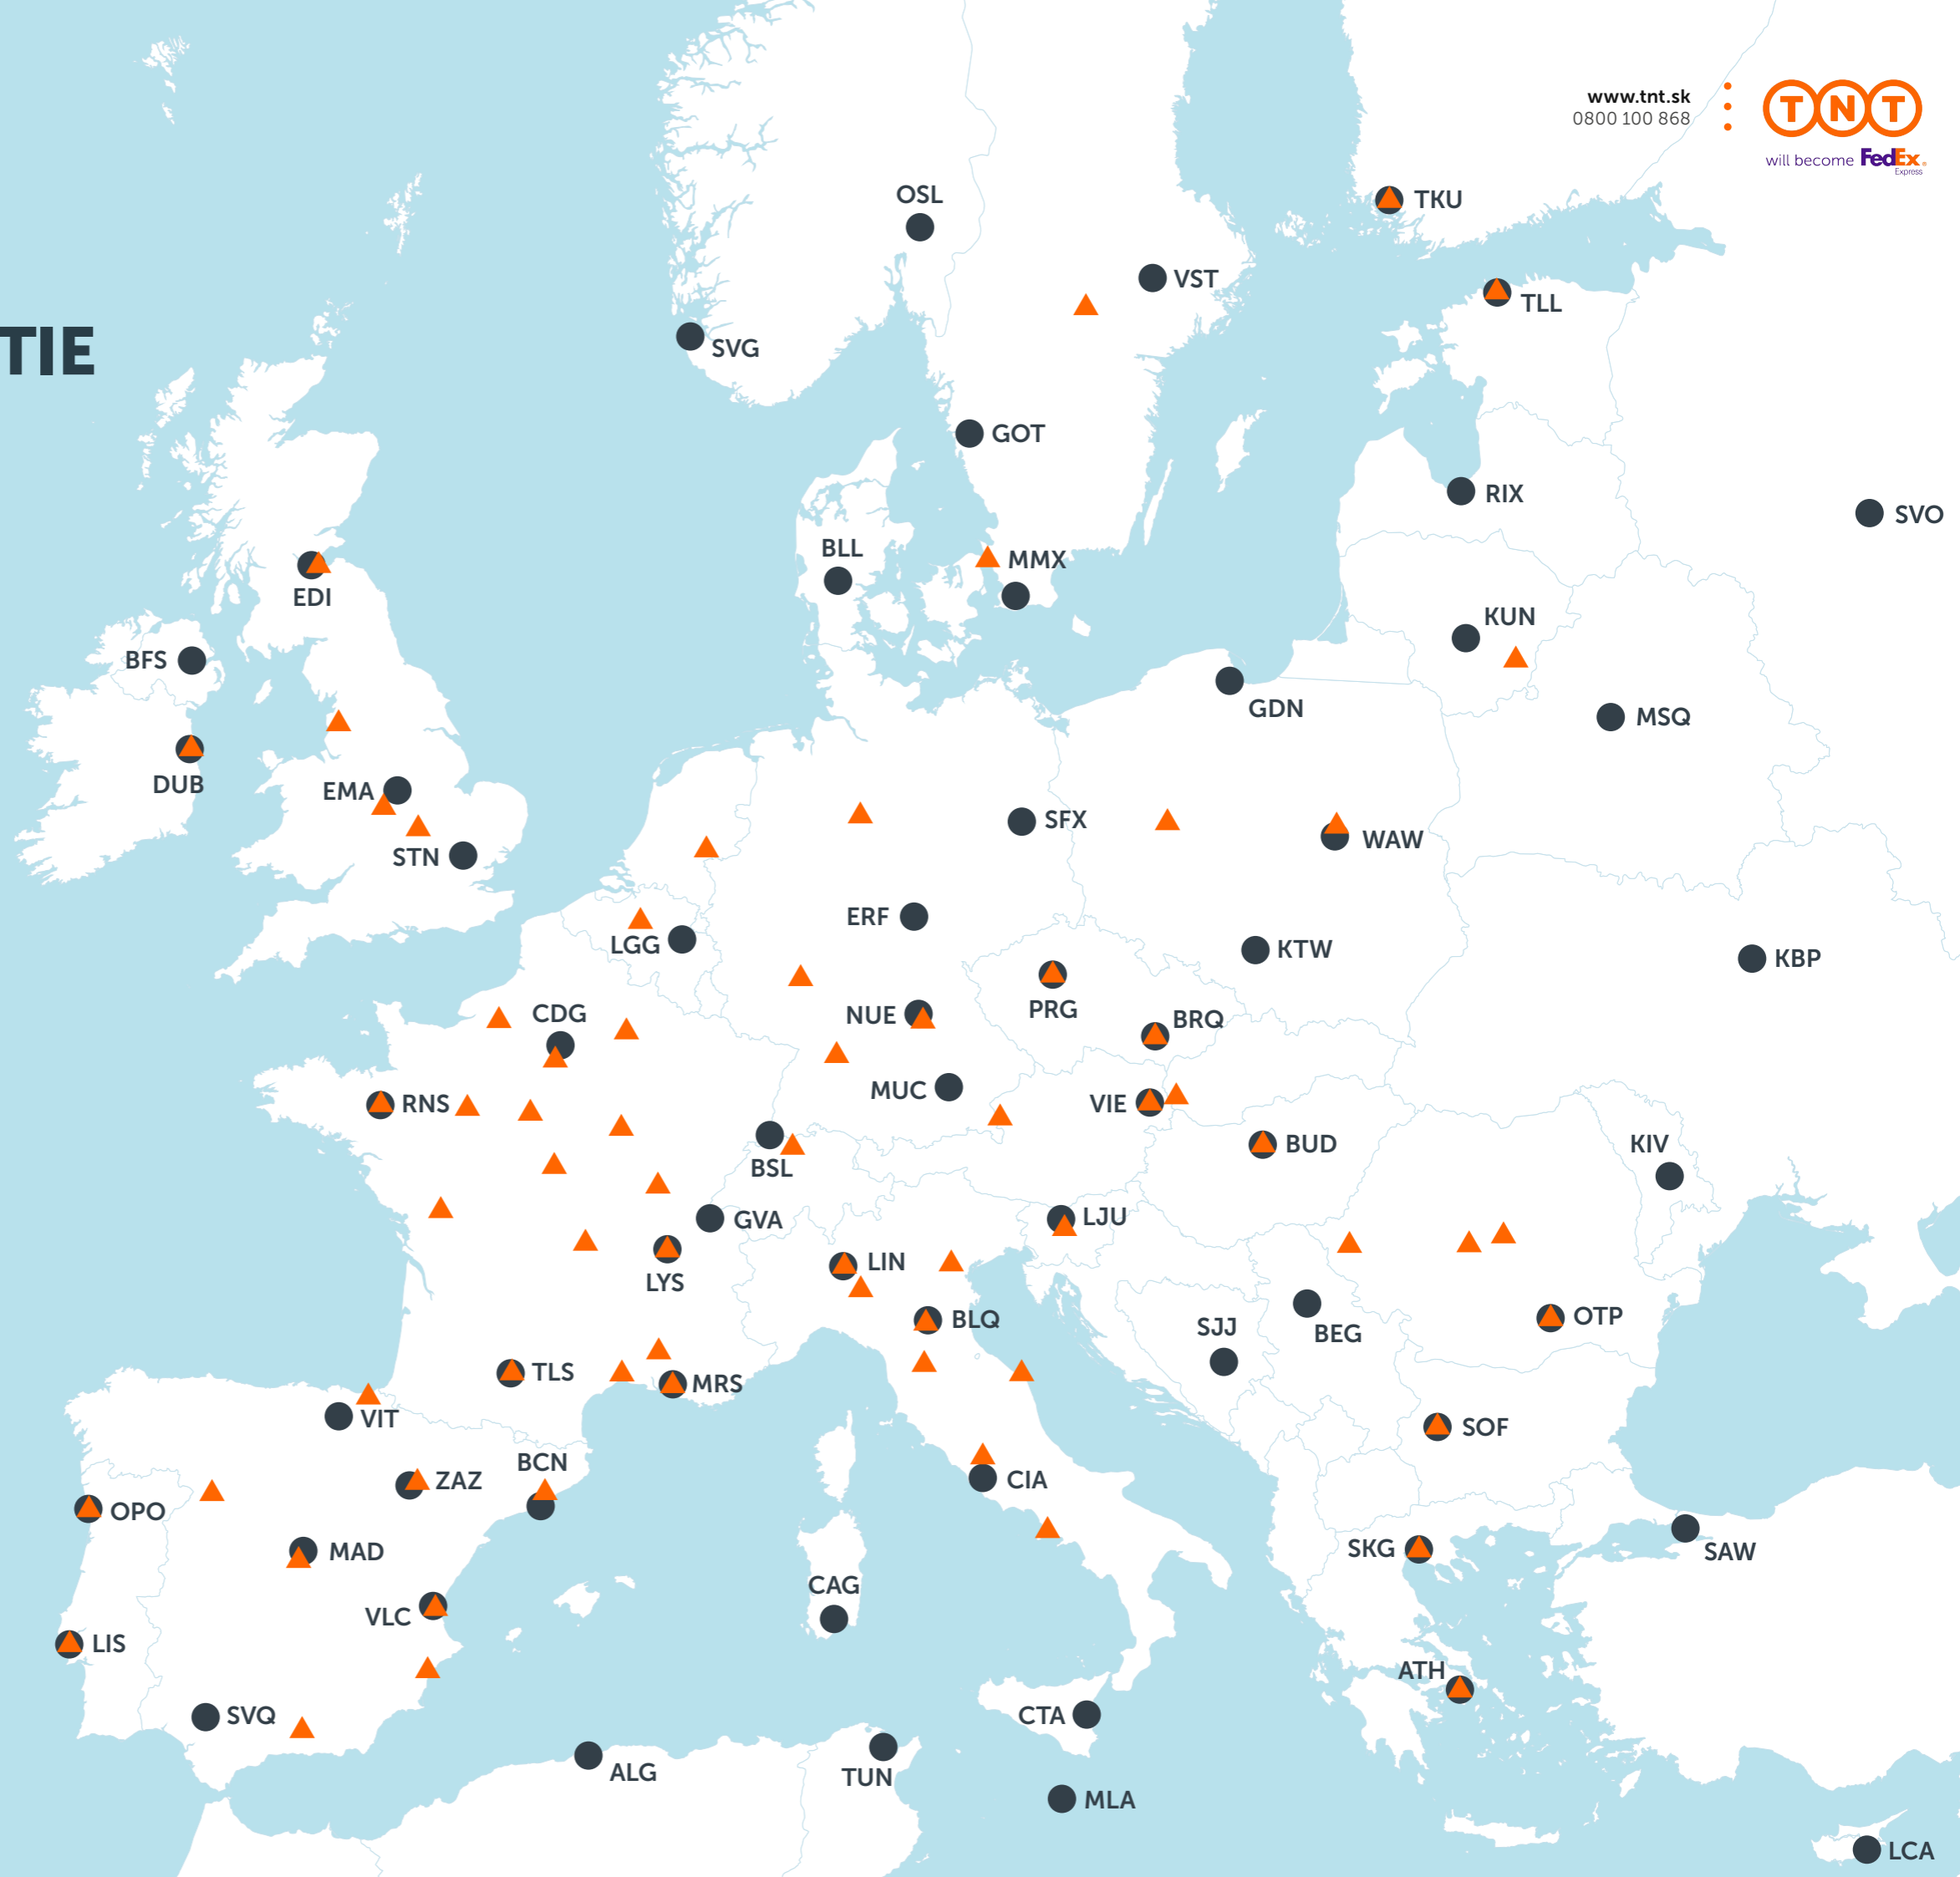 www.tnt.sk
0800 100 868
TNT
will become FedEx
Express
TIE
OSL
TKU
VST
TLL
SVG
GOT
RIX
SVO
BLL
MMX
EDI
KUN
BFS
GDN
MSQ
DUB
EMA
SFX
WAW
STN
ERF
LGG
KTW
KBP
CDG
NUE
PRG
BRQ
MUC
RNS
VIE
BUD
KIV
BSL
GVA
LJU
LYS
LIN
BLQ
SJJ
BEG
OTP
TLS
MRS
VIT
SOF
BCN
ZAZ
CIA
OPO
MAD
SKG
SAW
CAG
VLC
LIS
ATH
SVQ
CTA
ALG
TUN
MLA
LCA